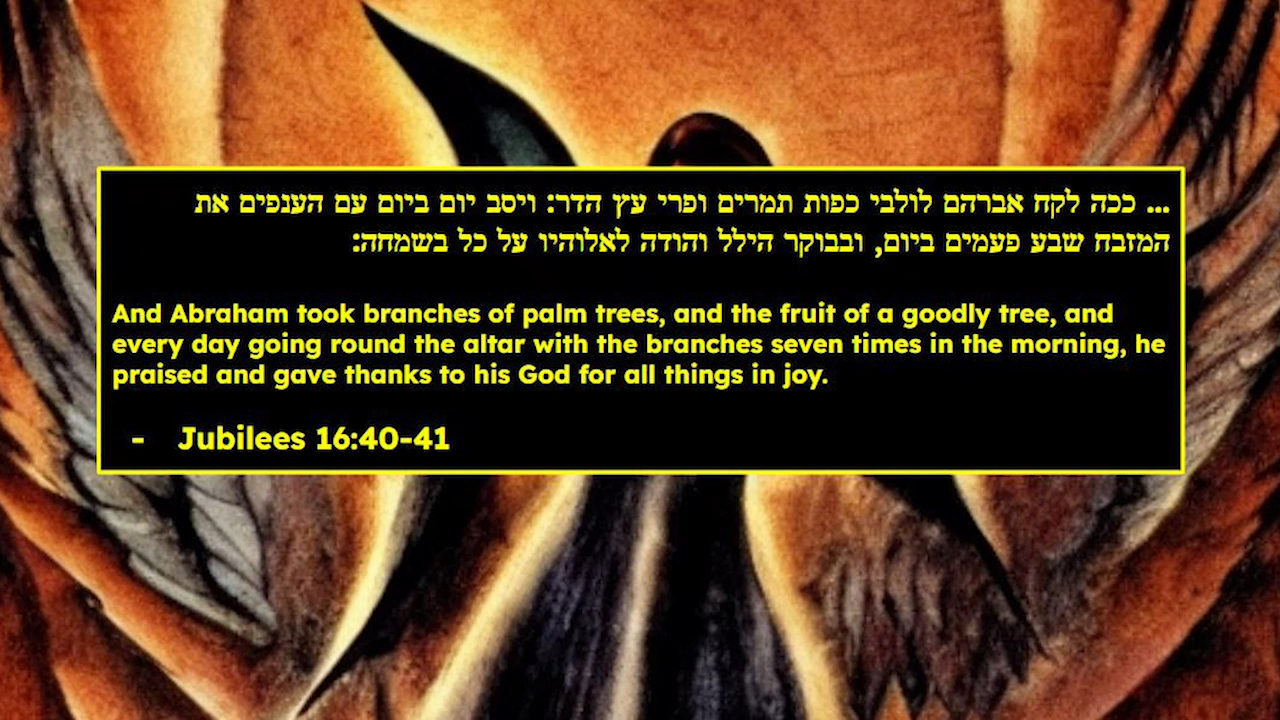 ... ככה לקח אברהם לולבי כפות תמרים ופרי עץ הדר: ויסב יום ביום עם הענפים את
המזבח שבע פעמים ביום, ובבוקר הילל והודה לאלוהיו על כל בשמחה:
And Abraham took branches of palm trees, and the fruit of a goodly tree, and
every day going round the altar with the branches seven times in the morning, he
praised and gave thanks to his God for all things in joy.
- Jubilees 16:40-41